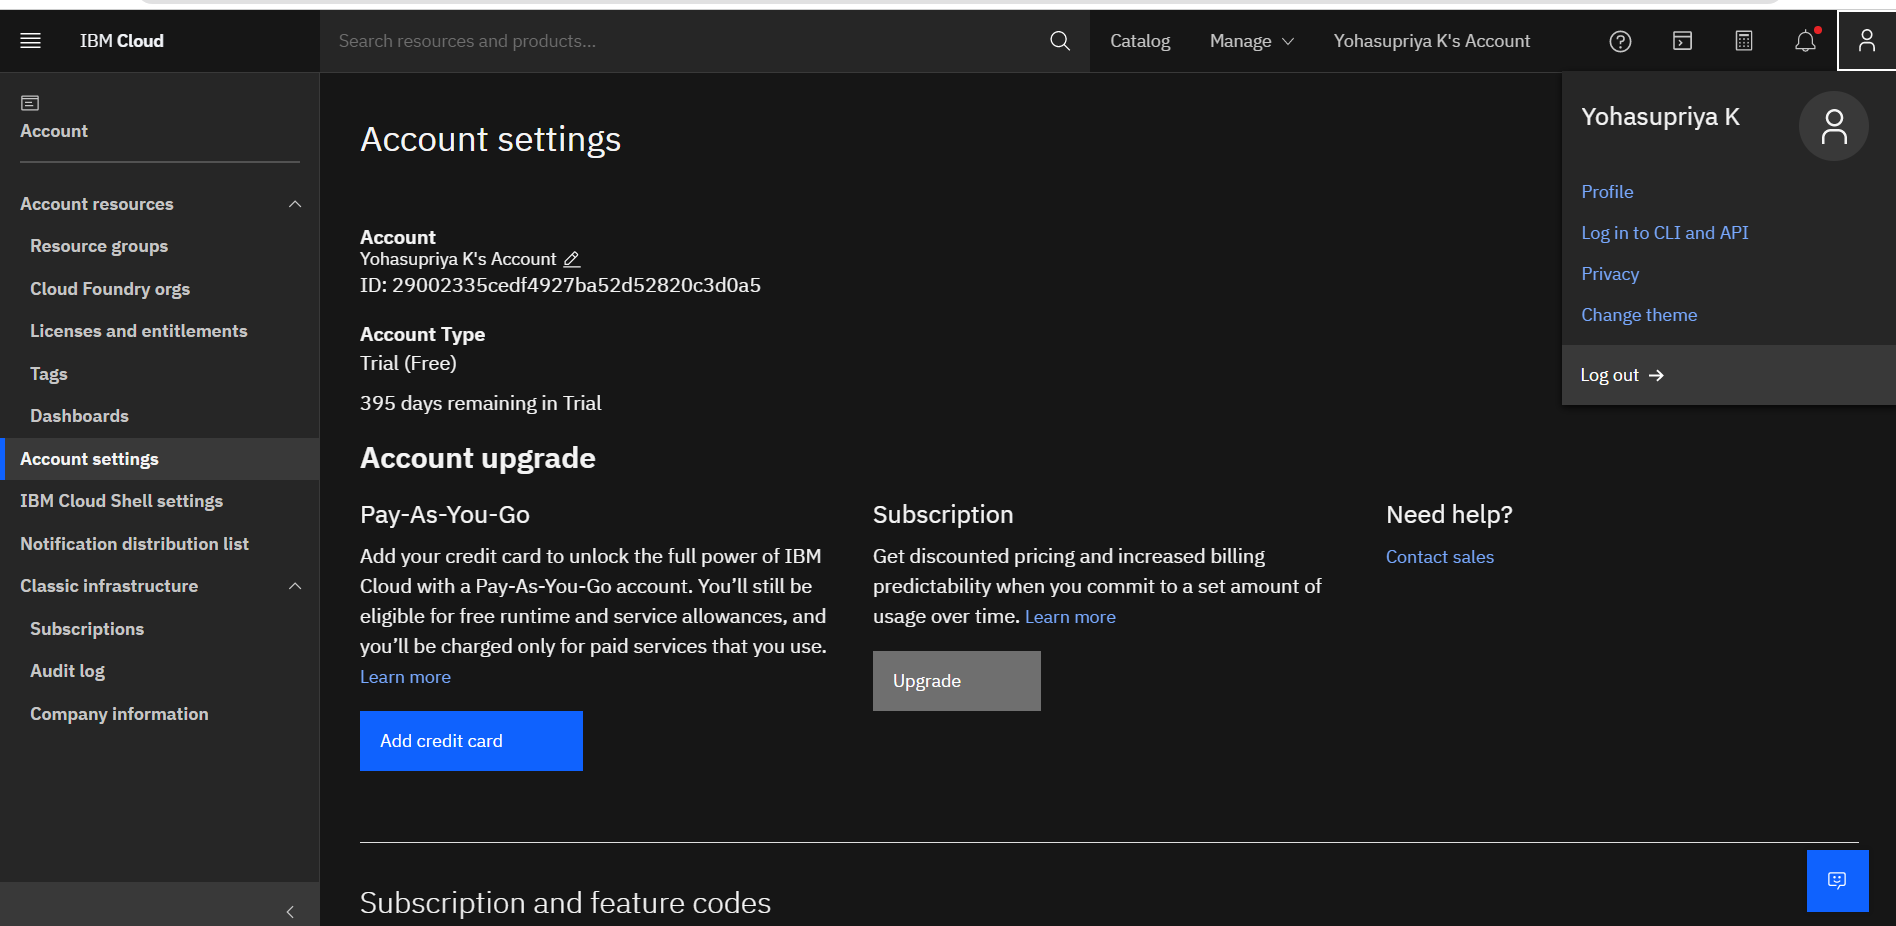 IBM Cloud
Search resources and products...
Catalog
Manage
Yohasupriya K's Account
Account
Account resources
Resource groups
Cloud Foundry orgs
Licenses and entitlements
Tags
Dashboards
Account settings
IBM Cloud Shell settings
Notification distribution list
Classic infrastructure
Subscriptions
Audit log
Company information
Account settings
Account
Yohasupriya K's Account
ID: 29002335cedf4927ba52d52820c3d0a5
Account Type
Trial (Free)
395 days remaining in Trial
Account upgrade
Pay-As-You-Go
Add your credit card to unlock the full power of IBM
Cloud with a Pay-As-You-Go account. You’ll still be
eligible for free runtime and service allowances, and
you’ll be charged only for paid services that you use.
Learn more
Add credit card
Subscription
Get discounted pricing and increased billing
predictability when you commit to a set amount of
usage over time. Learn more
Upgrade
Need help?
Contact sales
Subscription and feature codes
Yohasupriya K
Profile
Log in to CLI and API
Privacy
Change theme
Log out